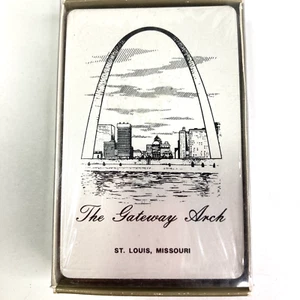 The Gateway Arch
ST. LOUIS, MISSOURI